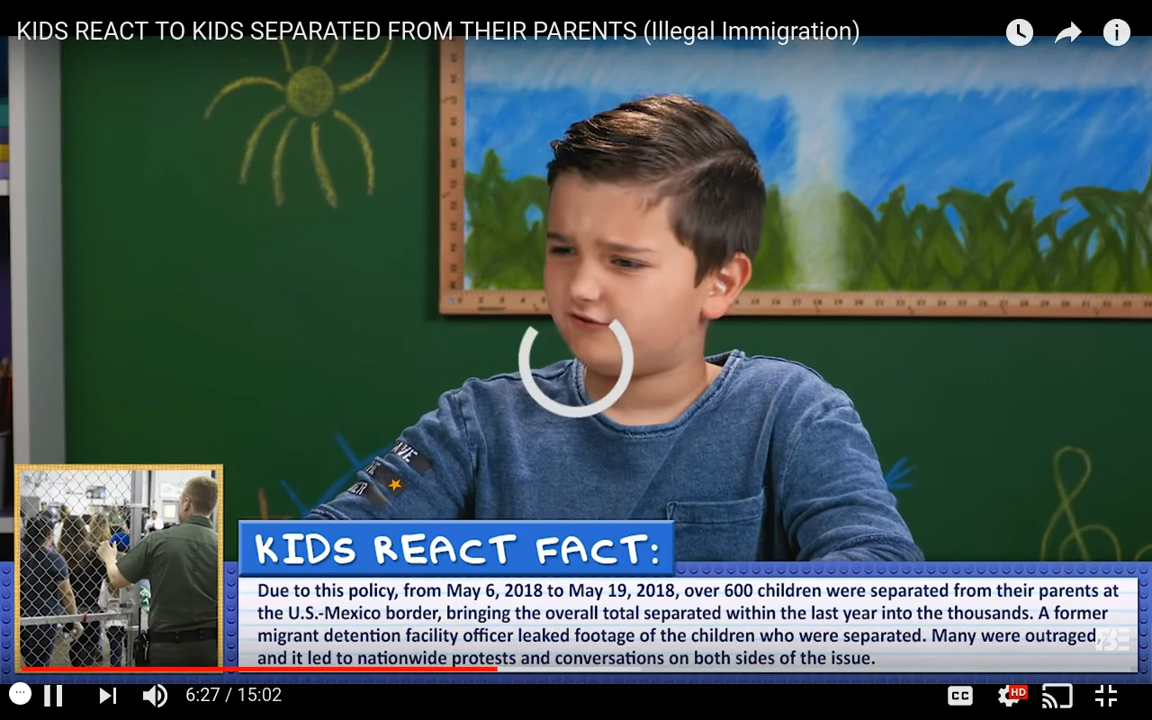 KIDS REACT TO KIDS SEPARATED FROM THEIR PARENTS (Illegal Immigration)
KIDS REACT FACT:
Due to this policy, from May 6, 2018 to May 19, 2018, over 600 children were separated from their parents at
the U.S.-Mexico border, bringing the overall total separated within the last year into the thousands. A former
migrant detention facility officer leaked footage of the children who were separated. Many were outraged,
and it led to nationwide protests and conversations on both sides of the issue.
6:27 / 15:02
CC
HD